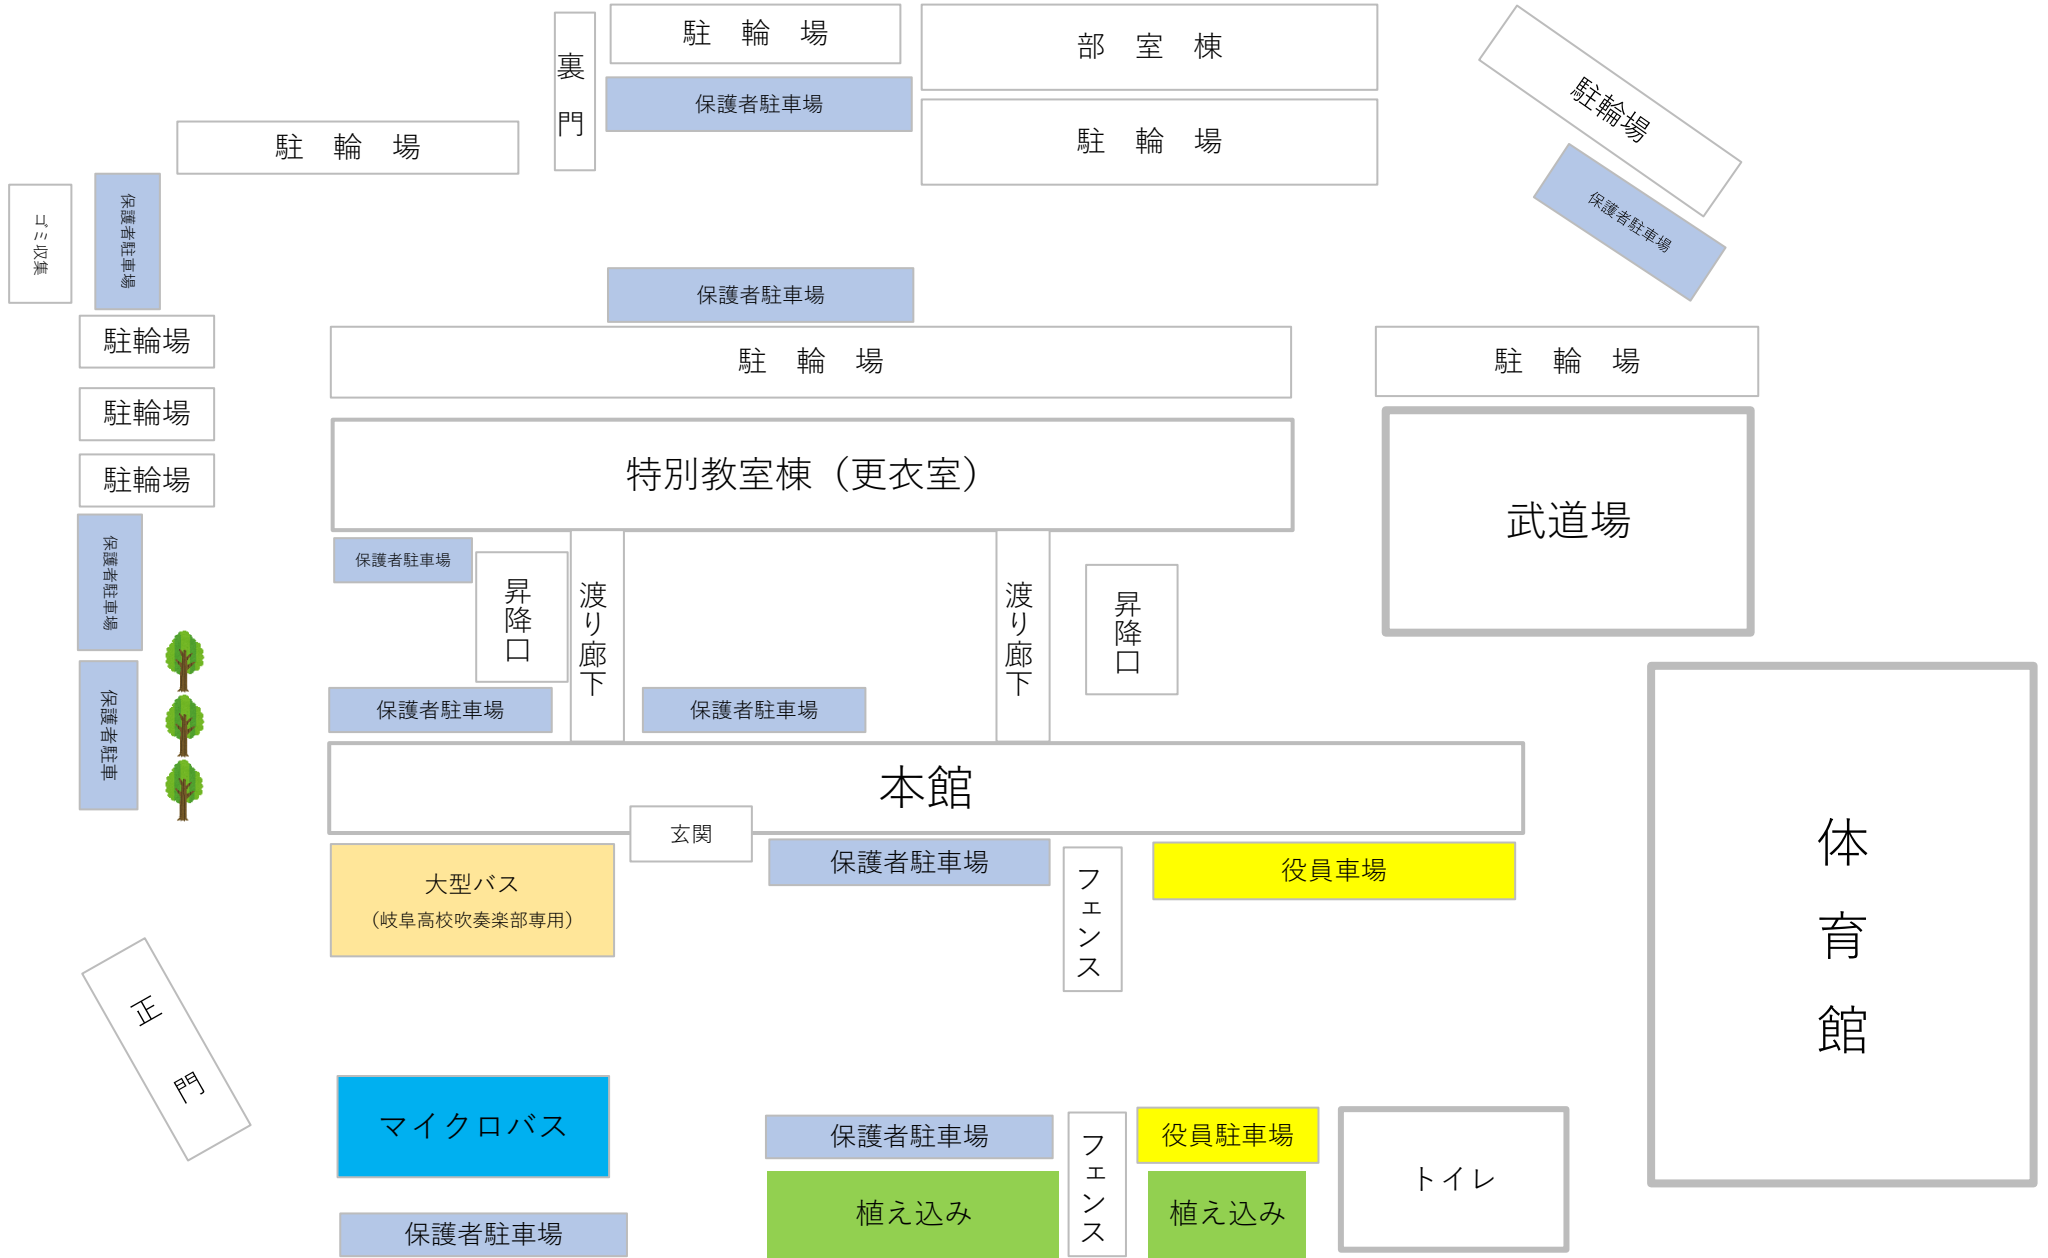 駐　輪　場
部　室　棟
裏　門
保護者駐車場
駐輪場
駐　輪　場
駐　輪　場
保護者駐車場
ゴミ収集
保護者駐車場
保護者駐車場
駐輪場
駐　輪　場
駐　輪　場
駐輪場
特別教室棟（更衣室）
武道場
駐輪場
保護者駐車場
保護者駐車場
昇降口
渡り廊下
渡り廊下
昇降口
保護者駐車
保護者駐車場
保護者駐車場
本館
玄関
保護者駐車場
役員車場
大型バス
（岐阜高校吹奏楽部専用）
フェンス
体育館
正　門
マイクロバス
保護者駐車場
フェンス
役員駐車場
トイレ
植え込み
植え込み
保護者駐車場